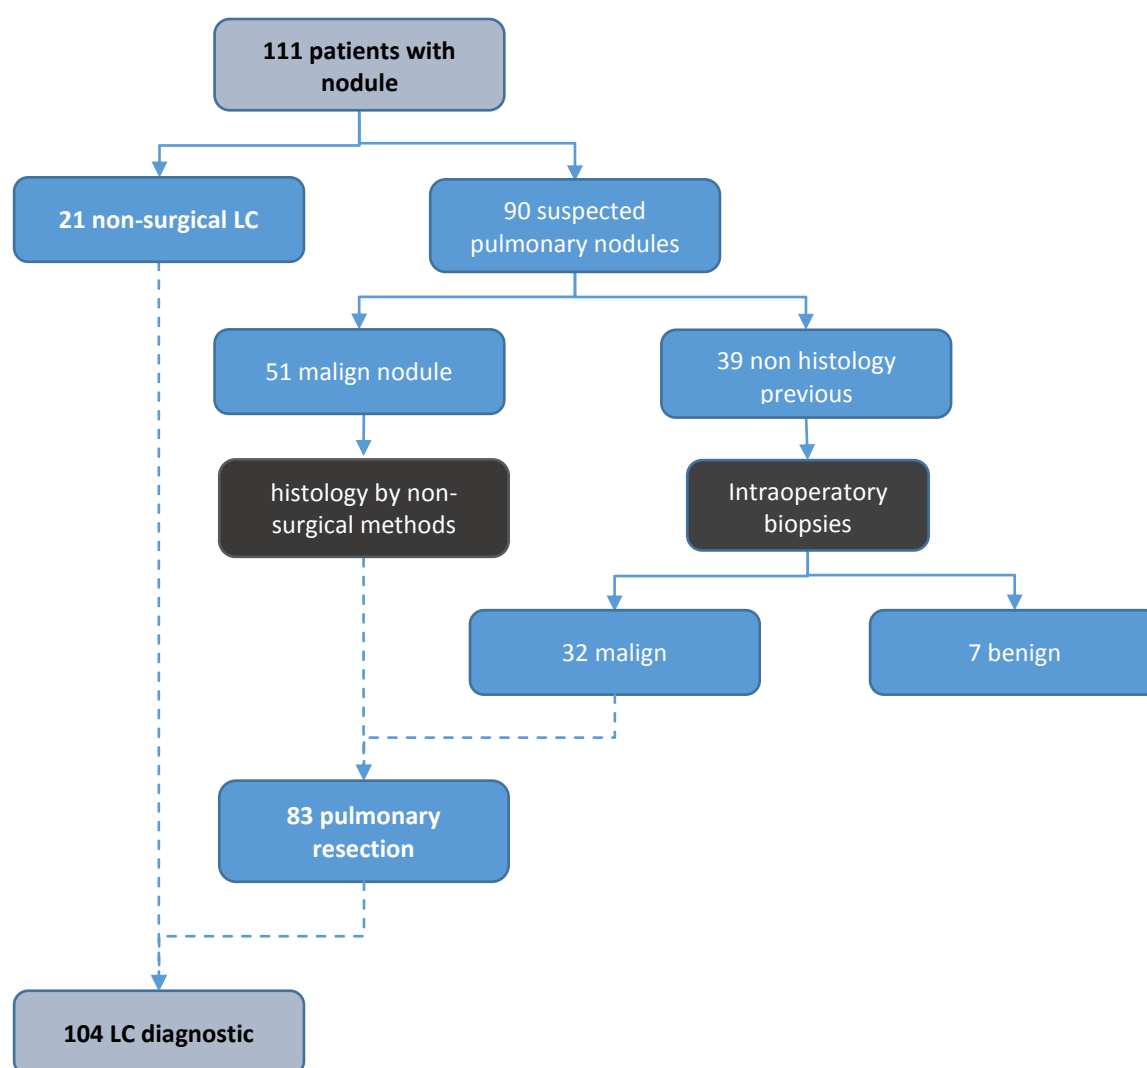 111 patients with
nodule
21 non-surgical LC
90 suspected
pulmonary nodules
51 malign nodule
39 non histology
previous
histology by non-
surgical methods
Intraoperatory
biopsies
32 malign
7 benign
83 pulmonary
resection
104 LC diagnostic